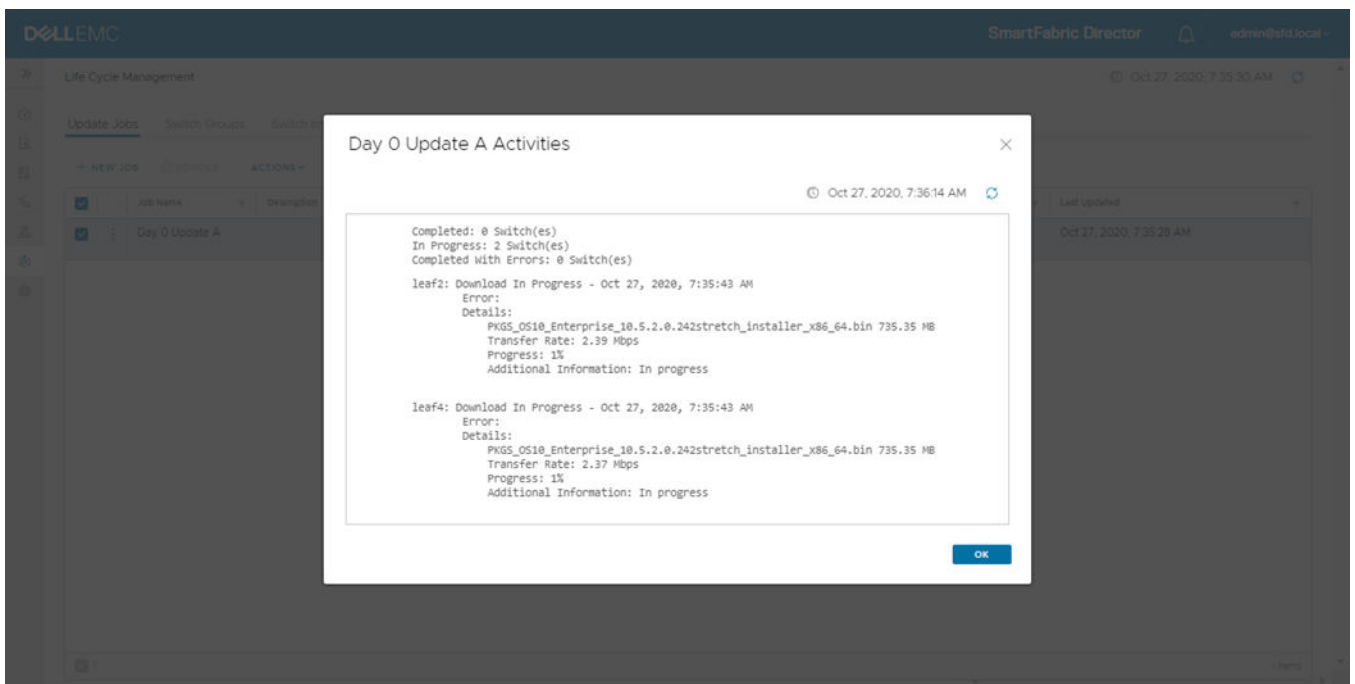 DELLEMC
SmartFabric Director
admin@sfd.local
Life Cycle Management
Oct 27, 2020, 7:35:30 AM
Update Jobs Switch Groups
NEW JOB ACTIONS
Job Name Description Last Updated
Day 0 Update A Oct 27, 2020, 7:35:28 AM
Day 0 Update A Activities
Oct 27, 2020, 7:36:14 AM
Completed: 0 Switch(es)
In Progress: 2 Switch(es)
Completed With Errors: 0 Switch(es)
leaf2: Download In Progress - Oct 27, 2020, 7:35:43 AM
Error:
Details:
PKGS_OS10_Enterprise_10.5.2.0.242stretch_installer_x86_64.bin 735.35 MB
Transfer Rate: 2.39 Mbps
Progress: 1%
Additional Information: In progress
leaf4: Download In Progress - Oct 27, 2020, 7:35:43 AM
Error:
Details:
PKGS_OS10_Enterprise_10.5.2.0.242stretch_installer_x86_64.bin 735.35 MB
Transfer Rate: 2.37 Mbps
Progress: 1%
Additional Information: In progress
OK